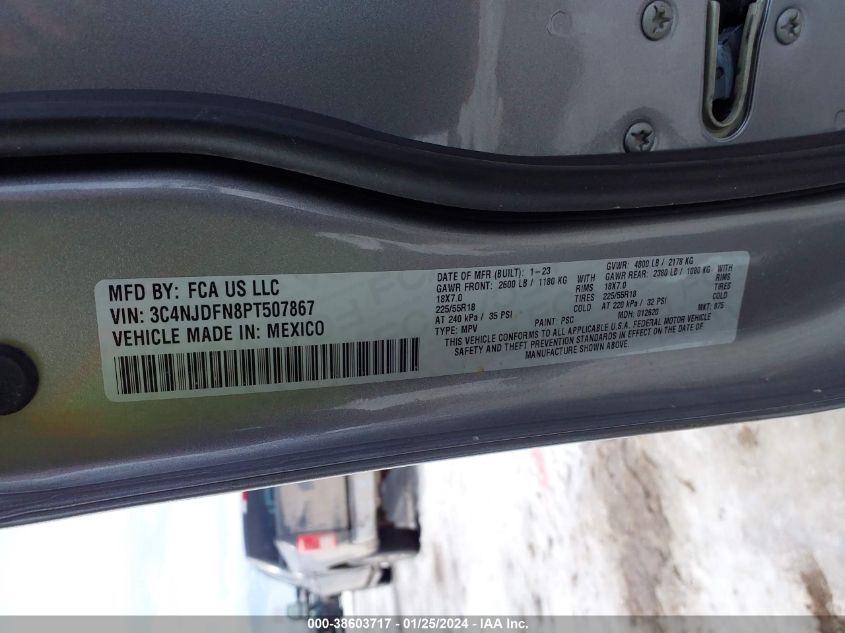 MFD BY: FCA US LLC
VIN: 3C4NJDFN8PT507867
VEHICLE MADE IN: MEXICO
DATE OF MFR (BUILT): 1-23 GVWR: 4800 LB / 2178 KG
GAWR FRONT: 2600 LB / 1180 KG GAWR REAR: 2380 LB / 1080 KG
18X7.0 RIMS 18X7.0 RIMS
225/55R18 TIRES 225/55R18 TIRES
AT 240 kPa / 35 PSI COLD AT 220 kPa / 32 PSI COLD
TYPE: MPV PAINT: PSC MDH: 012620 MKT: 875
THIS VEHICLE CONFORMS TO ALL APPLICABLE U.S.A. FEDERAL MOTOR VEHICLE
SAFETY AND THEFT PREVENTION STANDARDS IN EFFECT ON THE DATE OF
MANUFACTURE SHOWN ABOVE.
000-38603717 - 01/25/2024 - IAA Inc.